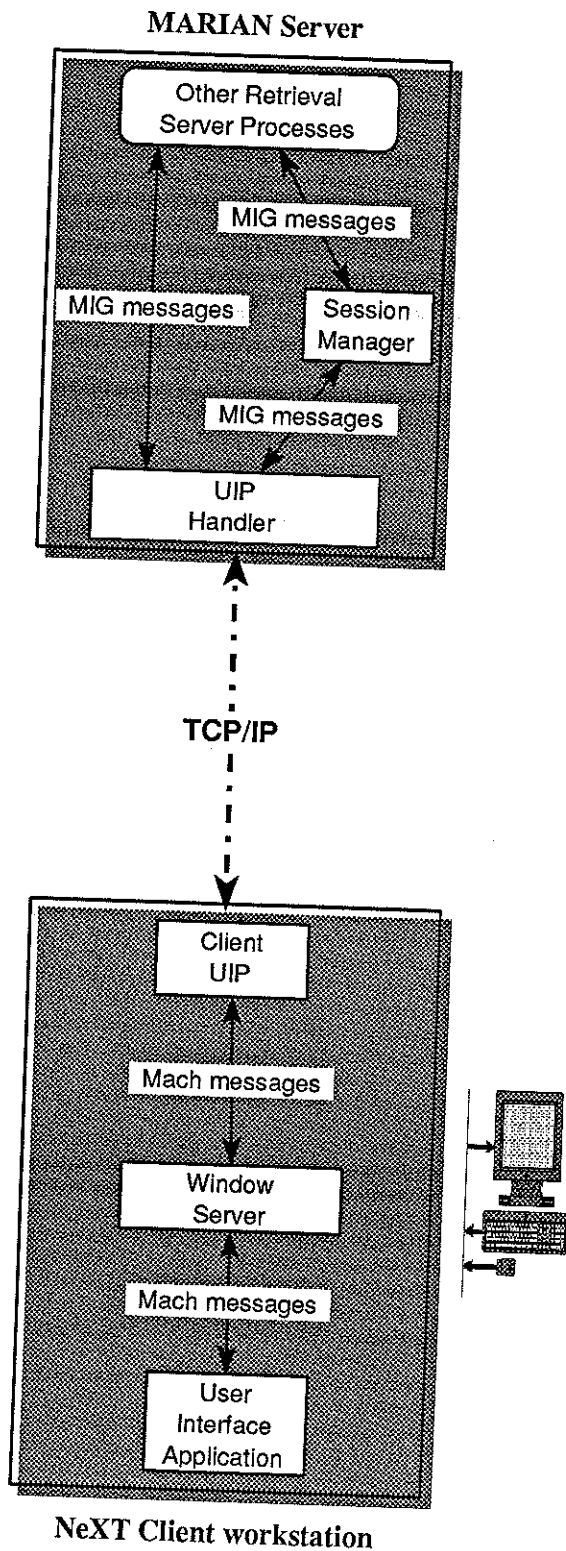 MARIAN Server
Other Retrieval
Server Processes
MIG messages
MIG messages
Session
Manager
MIG messages
UIP
Handler
TCP/IP
Client
UIP
Mach messages
Window
Server
Mach messages
User
Interface
Application
NeXT Client workstation